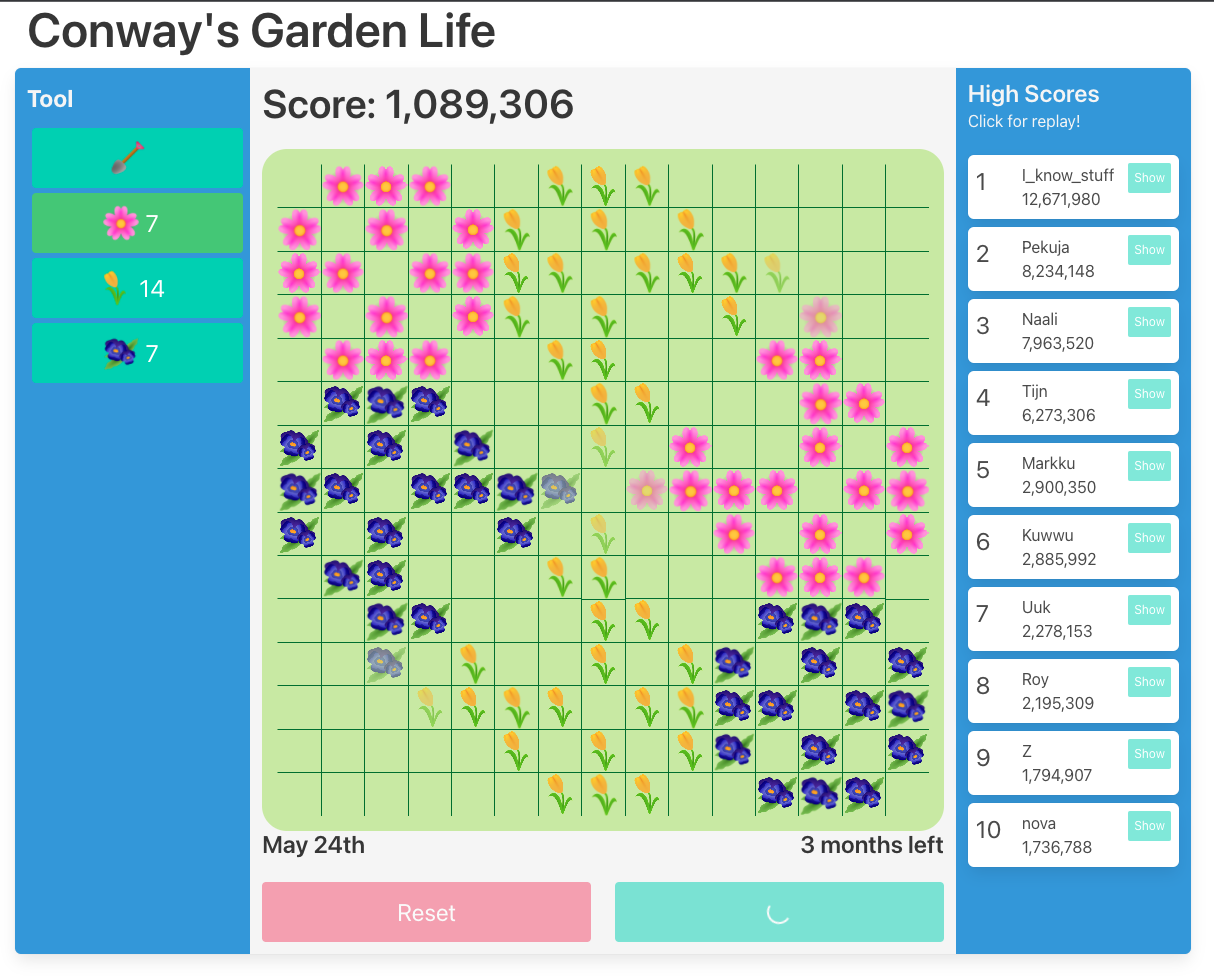 Conway's Garden Life
Tool
7
14
7
Score: 1,089,306
May 24th
3 months left
Reset
High Scores
Click for replay!
1 I_know_stuff Show
12,671,980
2 Pekuja Show
8,234,148
3 Naali Show
7,963,520
4 Tijn Show
6,273,306
5 Markku Show
2,900,350
6 Kuwwu Show
2,885,992
7 Uuk Show
2,278,153
8 Roy Show
2,195,309
9 Z Show
1,794,907
10 nova Show
1,736,788